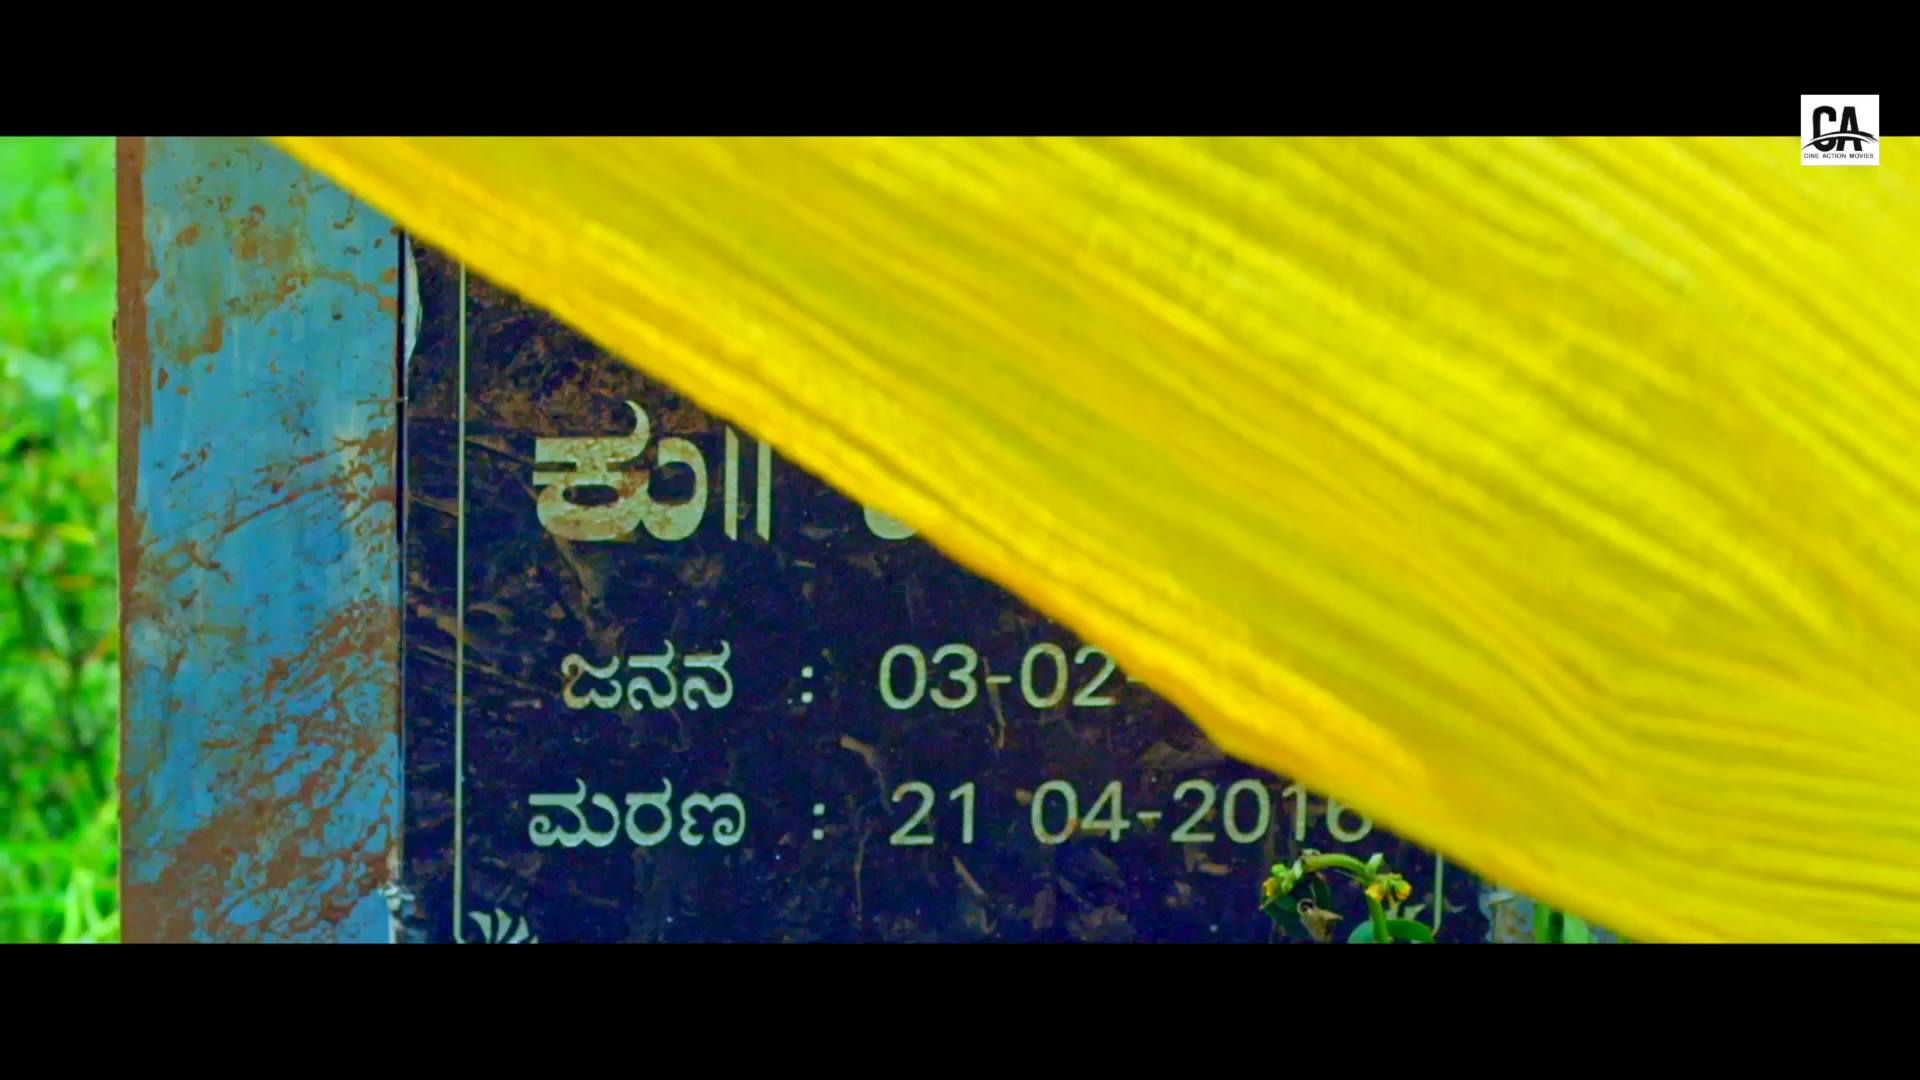 CA
CINE ACTION MOVIES
ಕು||
ಜನನ : 03-02-
ಮರಣ : 21 04-2016